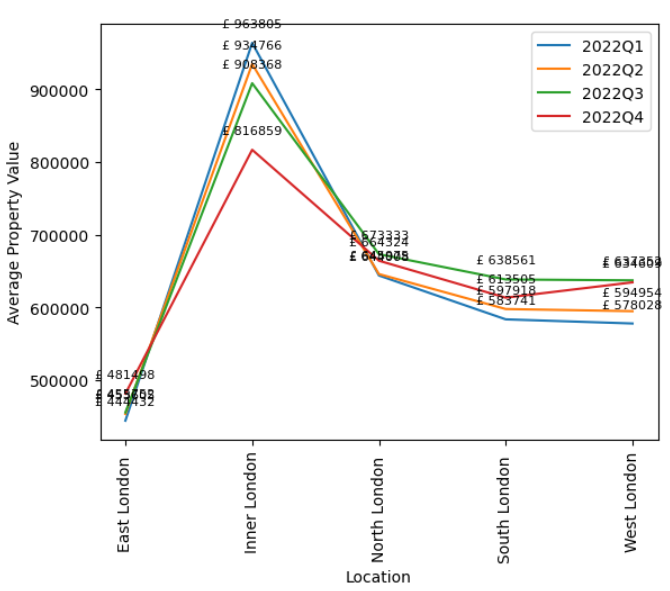 £ 963805
£ 934766
£ 908368
£ 816859
£ 673333
£ 664324
£ 638561
£ 613505
£ 597918
£ 583741
£ 594954
£ 578028
£ 481498
£ 444432
2022Q1
2022Q2
2022Q3
2022Q4
900000
800000
700000
600000
500000
Average Property Value
East London
Inner London
North London
South London
West London
Location